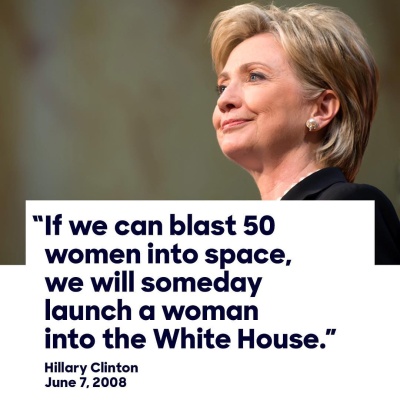 “If we can blast 50
women into space,
we will someday
launch a woman
into the White House.”
Hillary Clinton
June 7, 2008